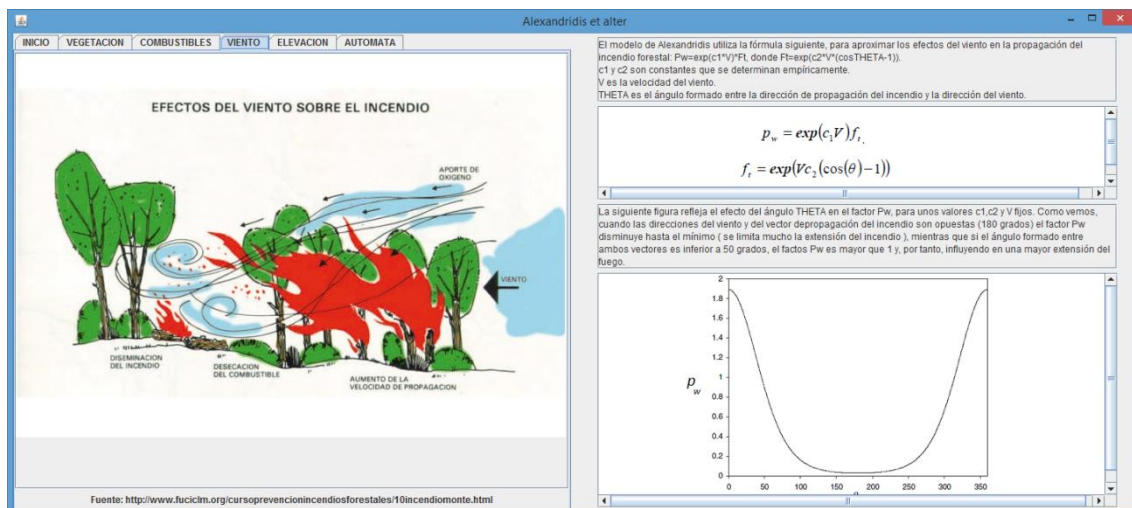 Alexandridis et alter
INICIO VEGETACION COMBUSTIBLES VIENTO ELEVACION AUTOMATA
EFECTOS DEL VIENTO SOBRE EL INCENDIO
APORTE DE
OXIGENO
VIENTO
DISEMINACION
DEL INCENDIO
DESECACION
DEL COMBUSTIBLE
AUMENTO DE LA
VELOCIDAD DE PROPAGACION
Fuente: http://www.fuciclm.org/cursoprevencionincendiosforestales/10incendiomonte.html
El modelo de Alexandridis utiliza la fórmula siguiente, para aproximar los efectos del viento en la propagación del
incendio forestal: Pw=exp(c1*V)*Ft, donde Ft=exp(c2*V*(cosTHETA-1)).
c1 y c2 son constantes que se determinan empíricamente.
V es la velocidad del viento.
THETA es el ángulo formado entre la dirección de propagación del incendio y la dirección del viento.
p_w = exp(c₁V)f_t.
f_t = exp(Vc₂(cos(θ)−1))
La siguiente figura refleja el efecto del ángulo THETA en el factor Pw, para unos valores c1,c2 y V fijos. Como vemos,
cuando las direcciones del viento y del vector depropagación del incendio son opuestas (180 grados) el factor Pw
disminuye hasta el mínimo ( se limita mucho la extensión del incendio ), mientras que si el ángulo formado entre
ambos vectores es inferior a 50 grados, el factos Pw es mayor que 1 y, por tanto, influyendo en una mayor extensión del
fuego.
2
1.8
1.6
1.4
1.2
1
0.8
0.6
0.4
0.2
0
p_w
0 50 100 150 200 250 300 350